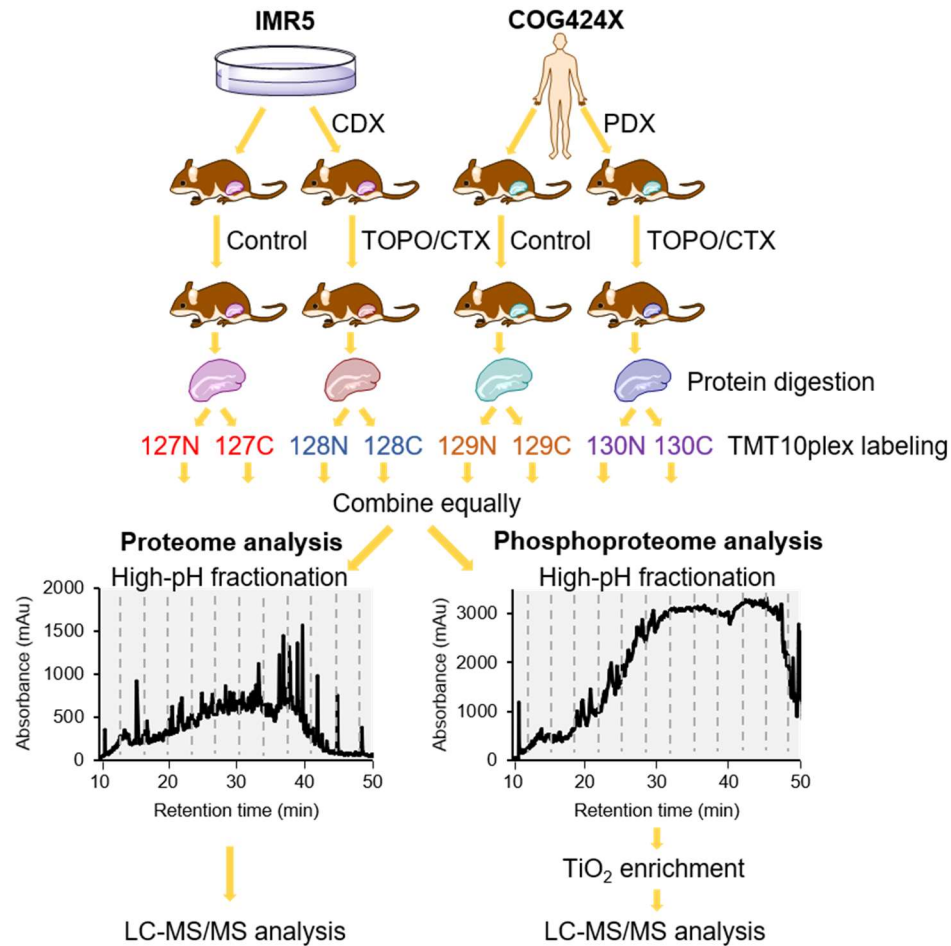 IMR5 COG424X
CDX PDX
Control TOPO/CTX Control TOPO/CTX
Protein digestion
127N 127C 128N 128C 129N 129C 130N 130C TMT10plex labeling
Combine equally
Proteome analysis
High-pH fractionation
2000
1500
1000
500
0
Absorbance (mAu)
10 20 30 40 50
Retention time (min)
LC-MS/MS analysis
Phosphoproteome analysis
High-pH fractionation
3000
2000
1000
0
Absorbance (mAu)
10 20 30 40 50
Retention time (min)
TiO₂ enrichment
LC-MS/MS analysis